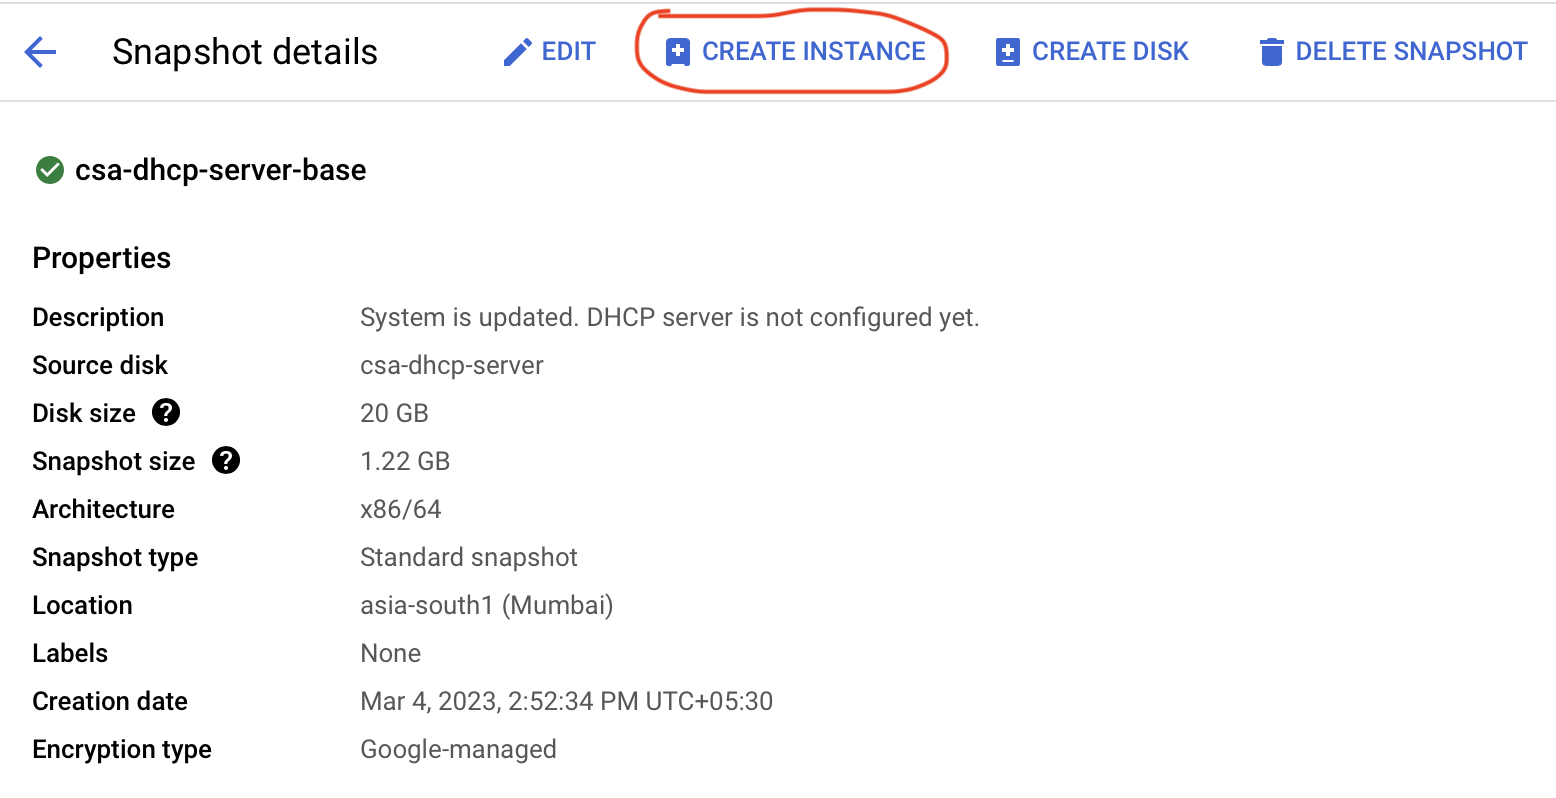 Snapshot details EDIT CREATE INSTANCE CREATE DISK DELETE SNAPSHOT
csa-dhcp-server-base
Properties
Description System is updated. DHCP server is not configured yet.
Source disk csa-dhcp-server
Disk size ? 20 GB
Snapshot size ? 1.22 GB
Architecture x86/64
Snapshot type Standard snapshot
Location asia-south1 (Mumbai)
Labels None
Creation date Mar 4, 2023, 2:52:34 PM UTC+05:30
Encryption type Google-managed